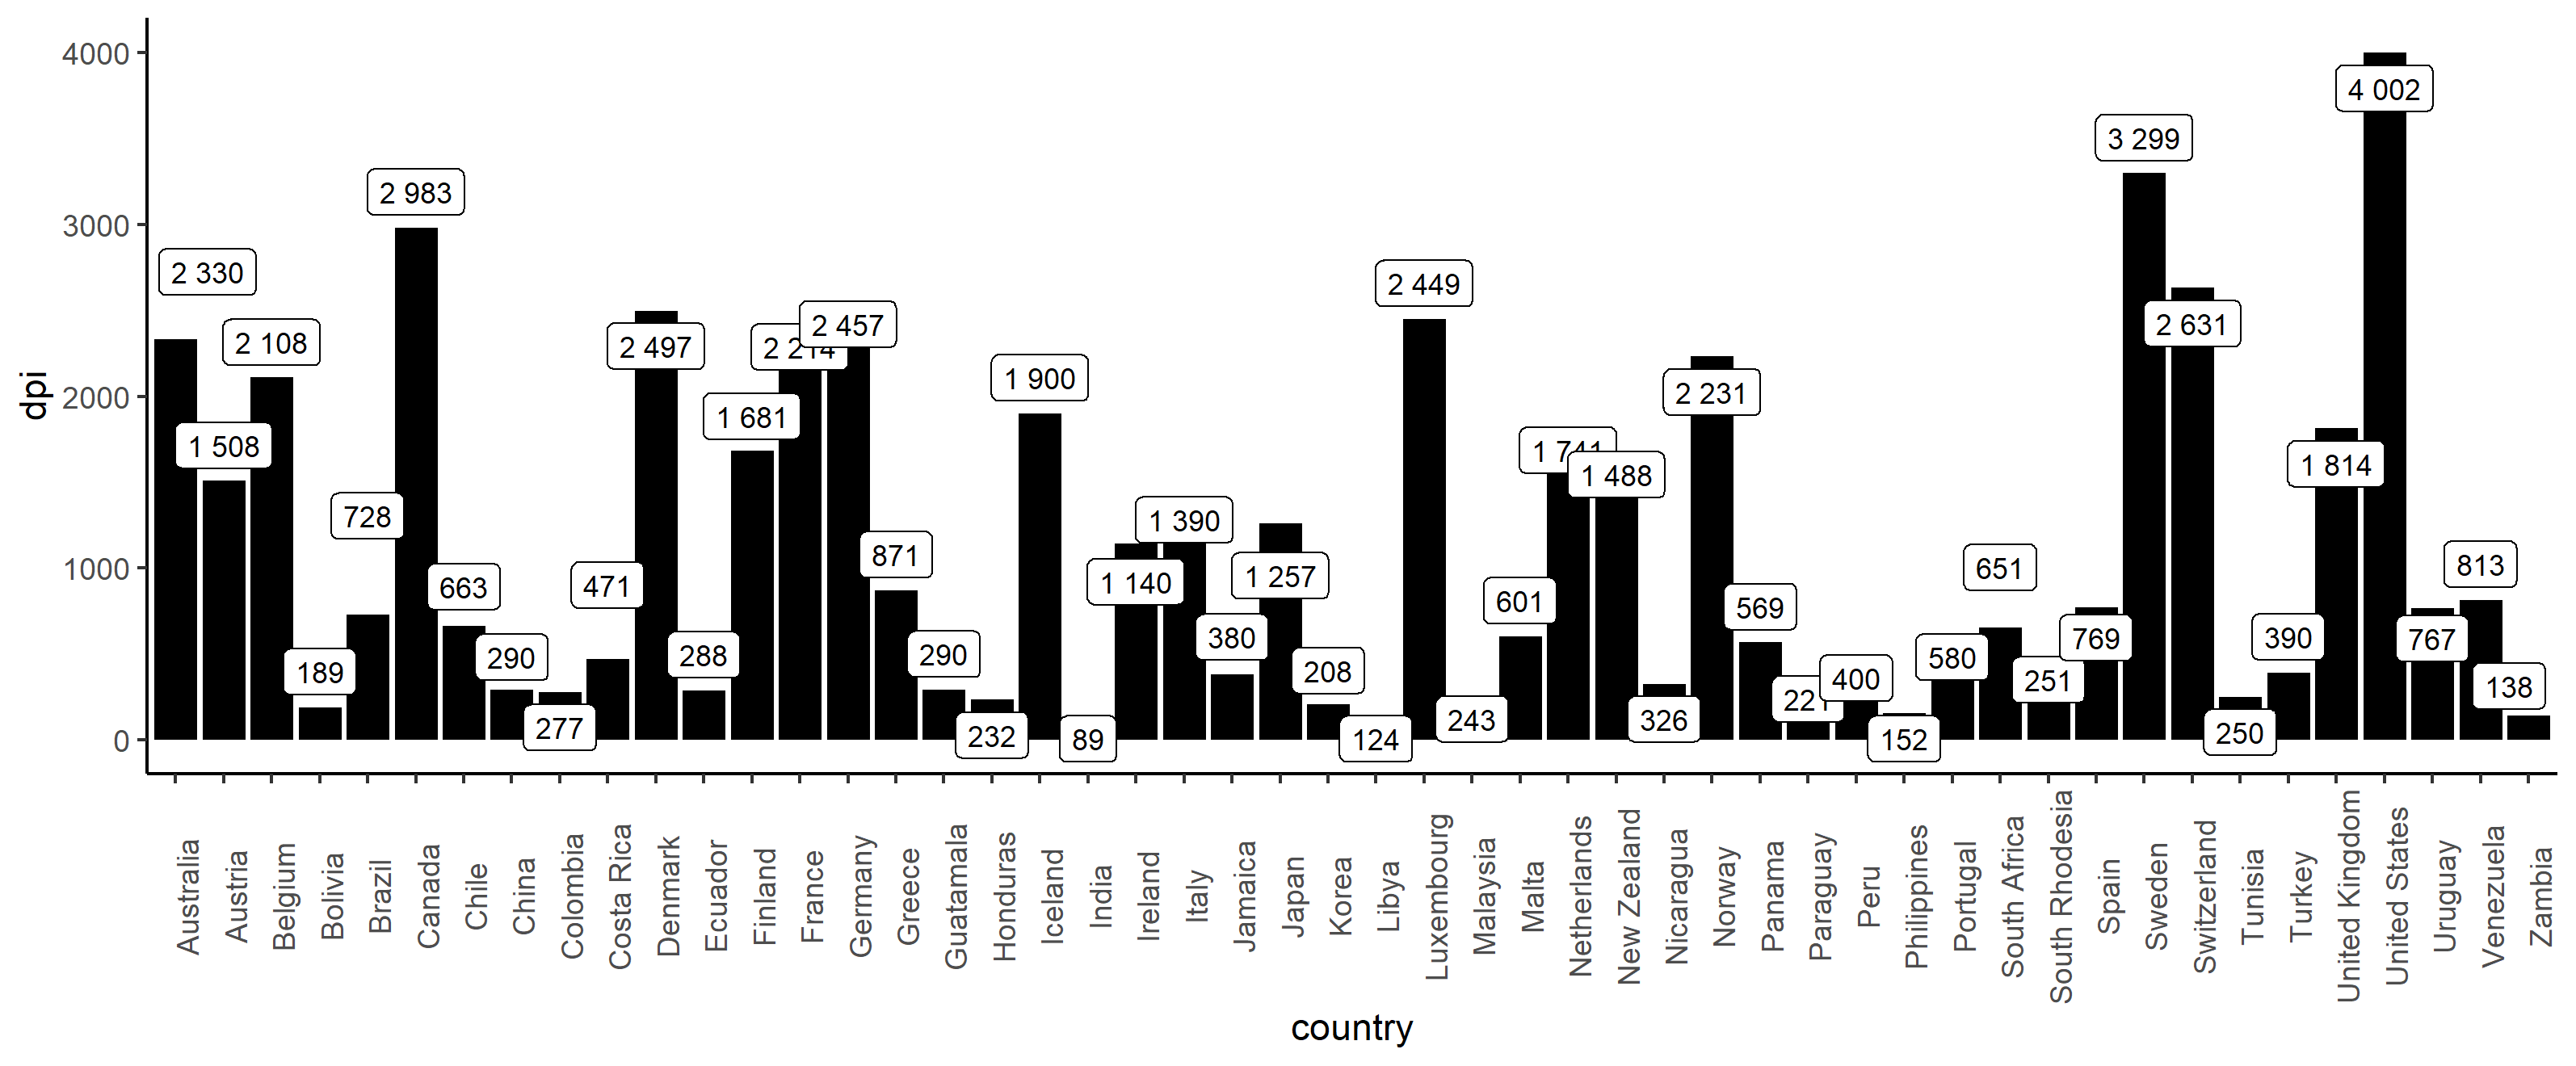 dpi
4000
3000
2000
1000
0
2 330
1 508
2 108
189
728
2 983
663
290
277
471
2 497
288
1 681
2 214
2 457
871
290
232
1 900
89
1 140
1 390
380
1 257
208
124
2 449
243
601
1 741
1 488
326
2 231
569
221
400
152
580
651
251
769
3 299
2 631
250
390
1 814
4 002
767
813
138
Australia
Austria
Belgium
Bolivia
Brazil
Canada
Chile
China
Colombia
Costa Rica
Denmark
Ecuador
Finland
France
Germany
Greece
Guatamala
Honduras
Iceland
India
Ireland
Italy
Jamaica
Japan
Korea
Libya
Luxembourg
Malaysia
Malta
Netherlands
New Zealand
Nicaragua
Norway
Panama
Paraguay
Peru
Philippines
Portugal
South Africa
South Rhodesia
Spain
Sweden
Switzerland
Tunisia
Turkey
United Kingdom
United States
Uruguay
Venezuela
Zambia
country